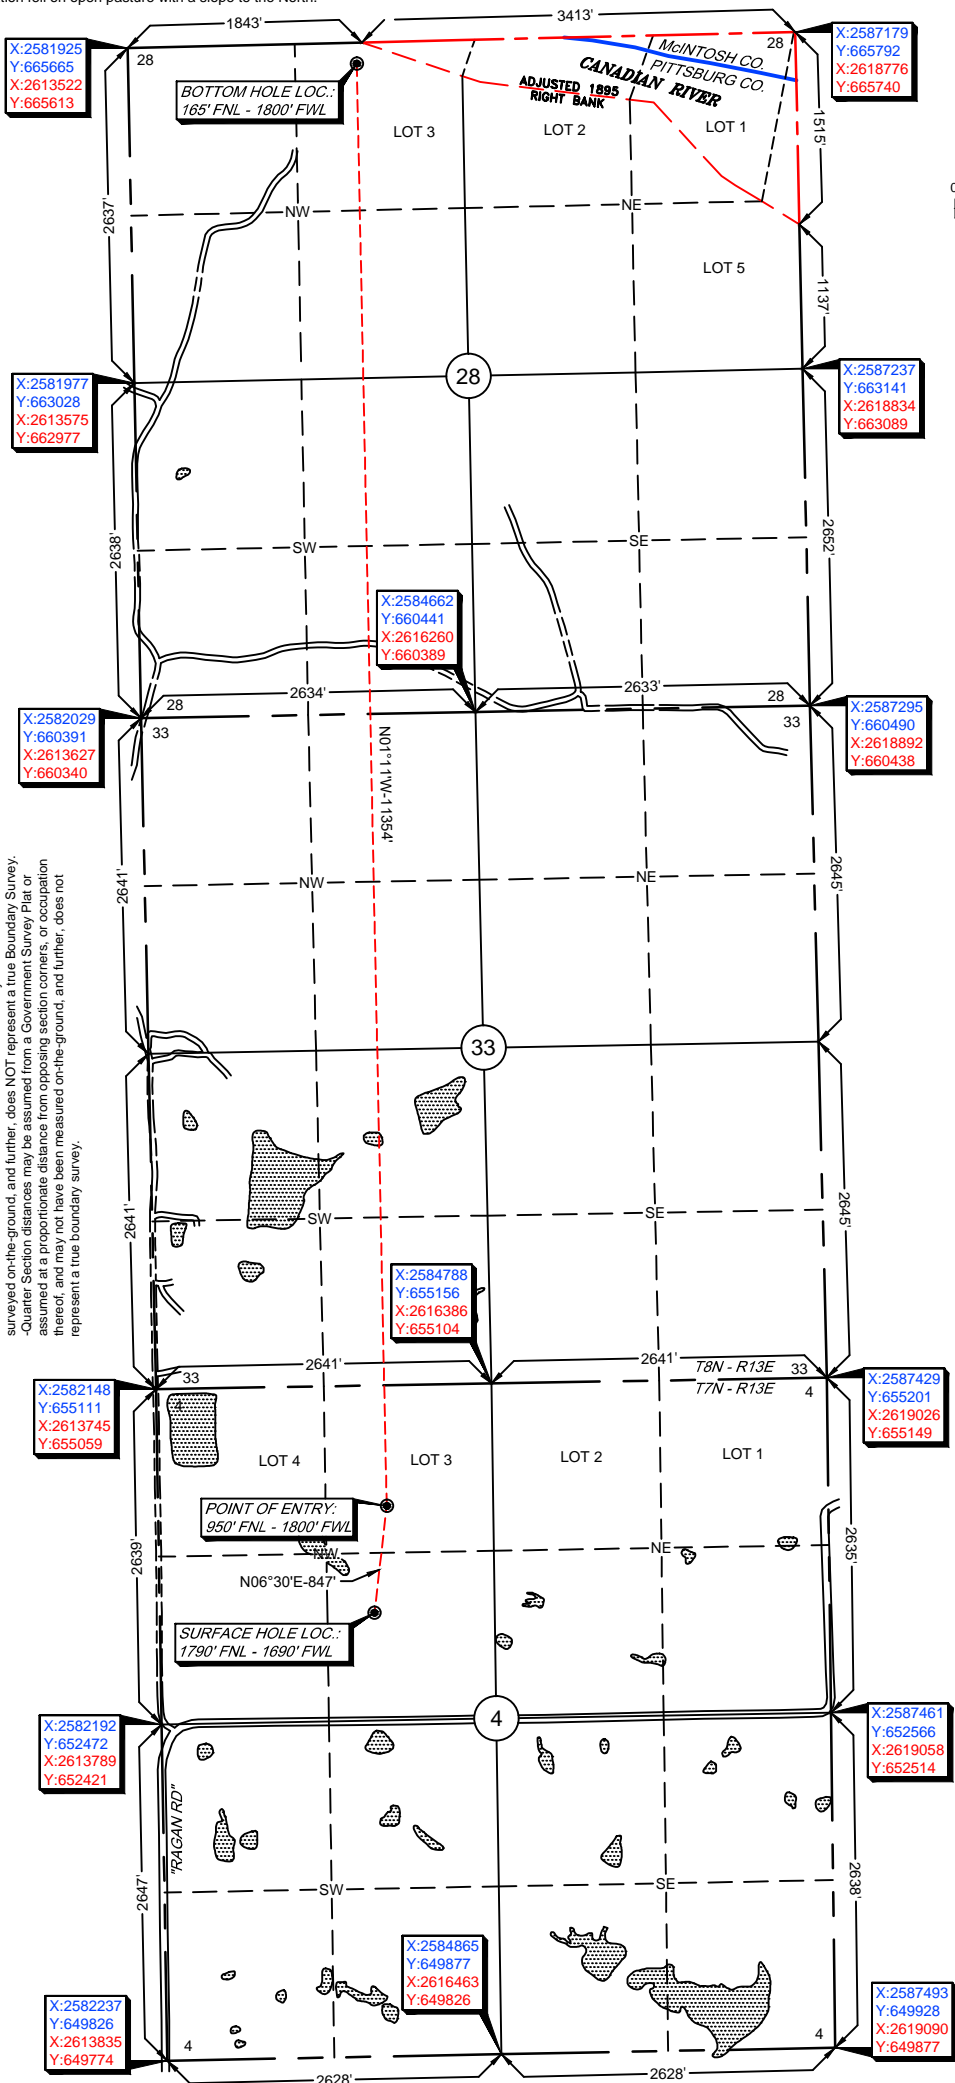 1843'
3413'
X:2581925
Y:665665
X:2613522
Y:665613
28
BOTTOM HOLE LOC.:
165' FNL - 1800' FWL
McINTOSH CO.
PITTSBURG CO.
CANADIAN RIVER
ADJUSTED 1895
RIGHT BANK
28
X:2587179
Y:665792
X:2618776
Y:665740
LOT 3
LOT 2
LOT 1
1515'
2637'
NW
NE
LOT 5
1137'
28
X:2581977
Y:663028
X:2613575
Y:662977
X:2587237
Y:663141
X:2618834
Y:663089
2638'
SW
SE
2652'
X:2584662
Y:660441
X:2616260
Y:660389
2634'
2633'
28
33
28
33
X:2582029
Y:660391
X:2613627
Y:660340
X:2587295
Y:660490
X:2618892
Y:660438
N01°11'W-11354'
2641'
NW
NE
2645'
surveyed on-the-ground, and further, does NOT represent a true Boundary Survey.
-Quarter Section distances may be assumed from a Government Survey Plat or
assumed at a proportionate distance from opposing section corners, or occupation
thereof, and may not have been measured on-the-ground, and further, does not
represent a true boundary survey.
33
2641'
SW
SE
2645'
X:2584788
Y:655156
X:2616386
Y:655104
2641'
2641'
T8N - R13E
T7N - R13E
33
4
33
4
X:2582148
Y:655111
X:2613745
Y:655059
X:2587429
Y:655201
X:2619026
Y:655149
LOT 4
LOT 3
LOT 2
LOT 1
POINT OF ENTRY:
950' FNL - 1800' FWL
2639'
NW
NE
2635'
N06°30'E-847'
SURFACE HOLE LOC.:
1790' FNL - 1690' FWL
4
X:2582192
Y:652472
X:2613789
Y:652421
X:2587461
Y:652566
X:2619058
Y:652514
"RAGAN RD"
2647'
SW
SE
2638'
X:2584865
Y:649877
X:2616463
Y:649826
X:2582237
Y:649826
X:2613835
Y:649774
X:2587493
Y:649928
X:2619090
Y:649877
4
4
2628'
2628'